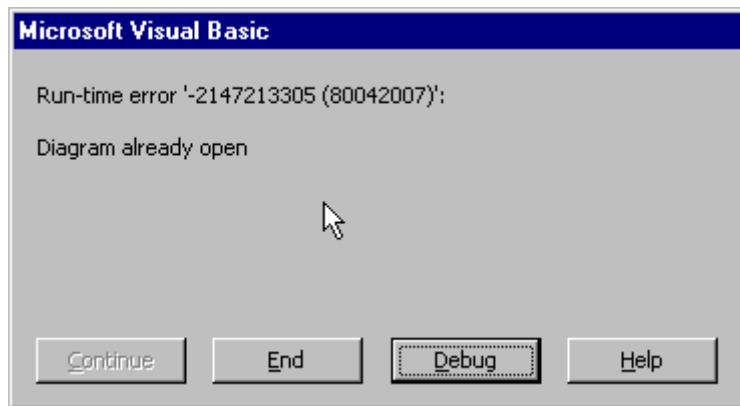 Microsoft Visual Basic
Run-time error '-2147213305 (80042007)':
Diagram already open
Continue End Debug Help